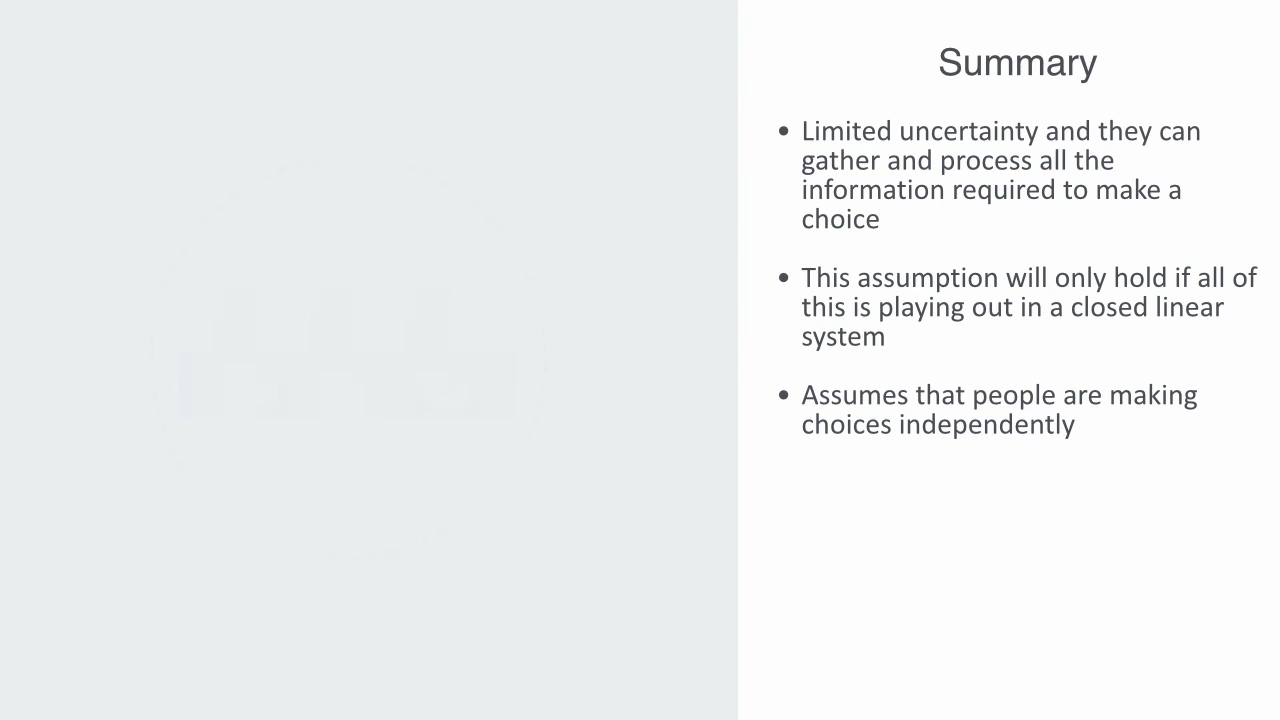 Summary
• Limited uncertainty and they can
gather and process all the
information required to make a
choice
• This assumption will only hold if all of
this is playing out in a closed linear
system
• Assumes that people are making
choices independently